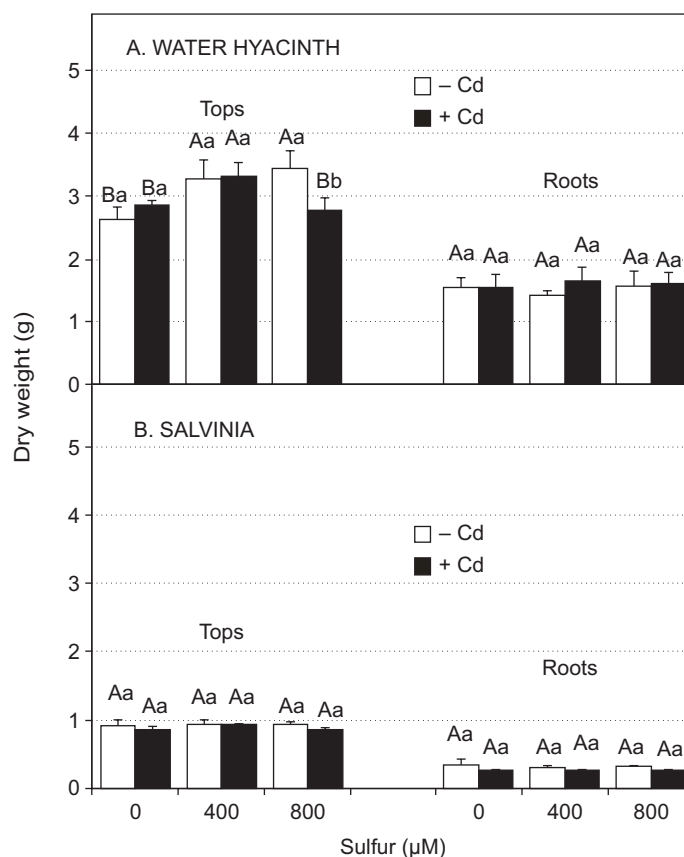 A. WATER HYACINTH
5
– Cd
+ Cd
Tops
4
Aa Aa Aa
Bb
Roots
3
Ba Ba
2
Aa Aa Aa Aa Aa Aa
1
0
Dry weight (g)
B. SALVINIA
5
4
– Cd
+ Cd
3
2
Tops
Roots
Aa Aa Aa Aa Aa Aa
1
Aa Aa Aa Aa Aa Aa
0
0 400 800 0 400 800
Sulfur (µM)